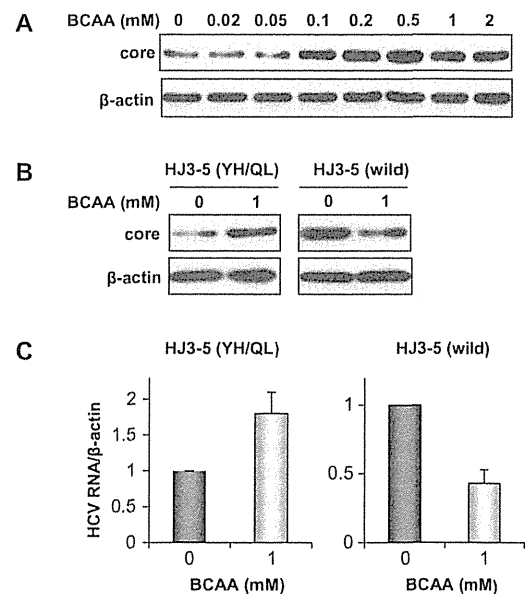 A
BCAA (mM) 0 0.02 0.05 0.1 0.2 0.5 1 2
core
β-actin
B
HJ3-5 (YH/QL) HJ3-5 (wild)
BCAA (mM) 0 1 0 1
core
β-actin
C
HJ3-5 (YH/QL) HJ3-5 (wild)
HCV RNA/β-actin
2
1.5
1
0.5
0
0 1
BCAA (mM)
1
0.5
0
0 1
BCAA (mM)